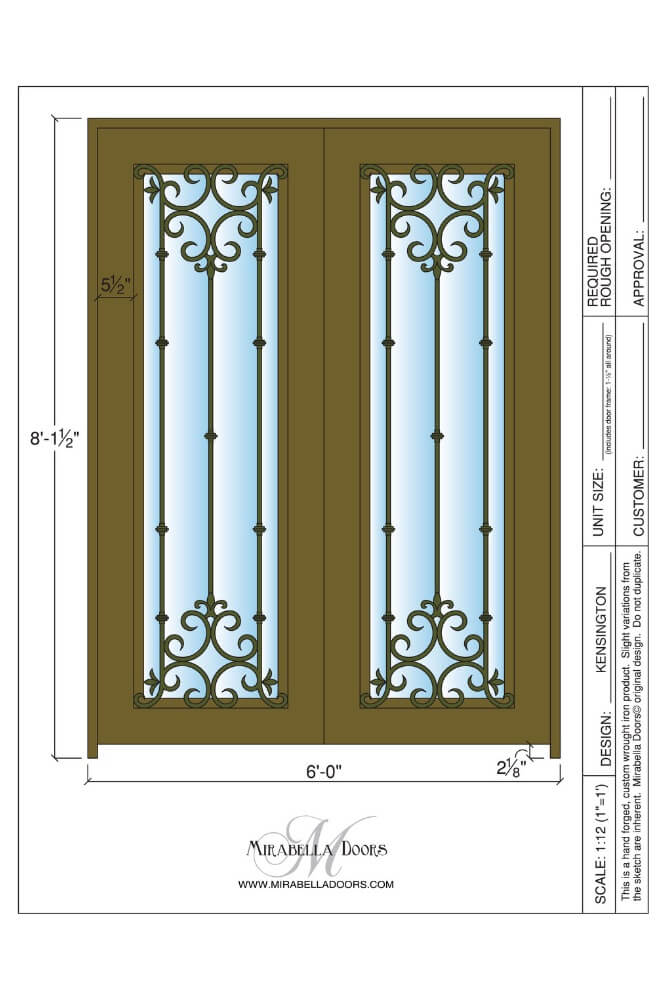 5½"
8'-1½"
6'-0"
2⅛"
M
MIRABELLA DOORS
WWW.MIRABELLADOORS.COM
REQUIRED
ROUGH OPENING:
APPROVAL:
UNIT SIZE:
(includes door frame: 1-½" all around)
CUSTOMER:
DESIGN: KENSINGTON
SCALE: 1:12 (1"=1')
This is a hand forged, custom wrought iron product. Slight variations from
the sketch are inherent. Mirabella Doors© original design. Do not duplicate.